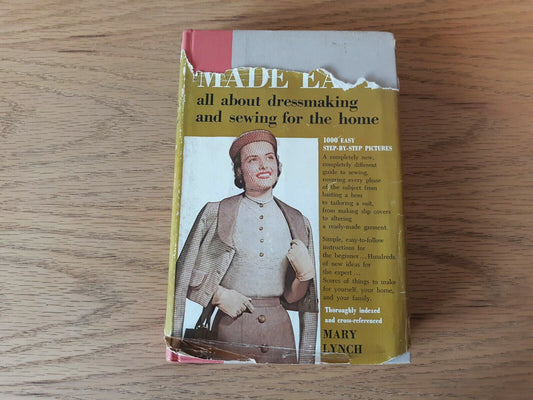 MADE EA
all about dressmaking
and sewing for the home
1000 EASY
STEP-BY-STEP PICTURES
A completely new,
completely different
guide to sewing,
covering every phase
of the subject from
basting a hem
to tailoring a suit,
from making slip covers
to altering
a ready-made garment.
Simple, easy-to-follow
instructions for
the beginner... Hundreds
of new ideas for
the expert...
Scores of things to make
for yourself, your home,
and your family.
Thoroughly indexed
and cross-referenced
MARY
LYNCH